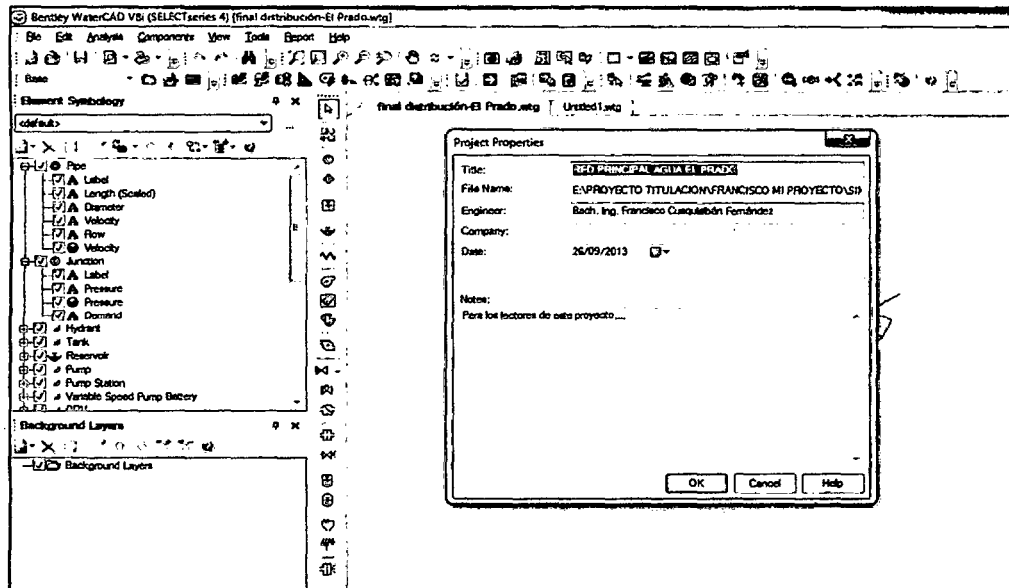 Bentley WaterCAD V8i (SELECTseries 4) [final distribución-El Prado.wtg]
File Edit Analysis Components View Tools Report Help
Base
Element Symbology
<default>
final distribución-El Prado.wtg Untitled1.wtg
Pipe
Label
Length (Scaled)
Diameter
Velocity
Flow
Velocity
Junction
Label
Pressure
Pressure
Demand
Hydrant
Tank
Reservoir
Pump
Pump Station
Variable Speed Pump Battery
PRV
Background Layers
Background Layers
Project Properties
Title: RED PRINCIPAL AGUA EL PRADO
File Name: E:\PROYECTO TITULACION\FRANCISCO MI PROYECTO\SI
Engineer: Bach. Ing. Francisco Cusquisibán Fernández
Company:
Date: 26/09/2013
Notes:
Para los lectores de este proyecto....
OK Cancel Help